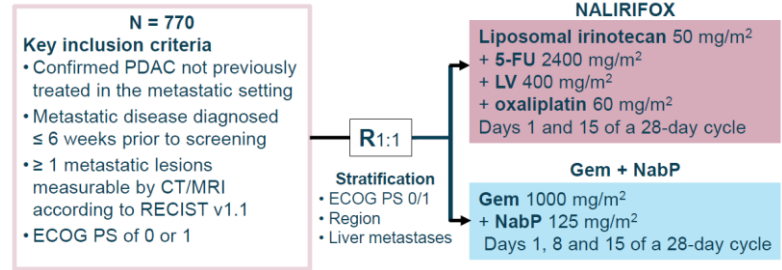 N = 770
Key inclusion criteria
• Confirmed PDAC not previously
treated in the metastatic setting
• Metastatic disease diagnosed
≤ 6 weeks prior to screening
• ≥ 1 metastatic lesions
measurable by CT/MRI
according to RECIST v1.1
• ECOG PS of 0 or 1
R1:1
Stratification
• ECOG PS 0/1
• Region
• Liver metastases
NALIRIFOX
Liposomal irinotecan 50 mg/m²
+ 5-FU 2400 mg/m²
+ LV 400 mg/m²
+ oxaliplatin 60 mg/m²
Days 1 and 15 of a 28-day cycle
Gem + NabP
Gem 1000 mg/m²
+ NabP 125 mg/m²
Days 1, 8 and 15 of a 28-day cycle